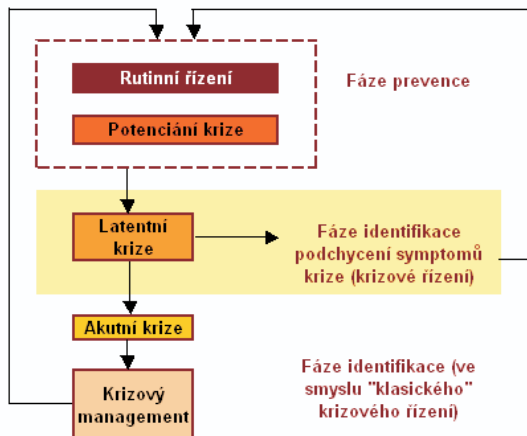 Rutinní řízení
Fáze prevence
Potenciání krize
Latentní
krize
Fáze identifikace
podchycení symptomů
krize (krizové řízení)
Akutní krize
Krizový
management
Fáze identifikace (ve
smyslu "klasického"
krizového řízení)